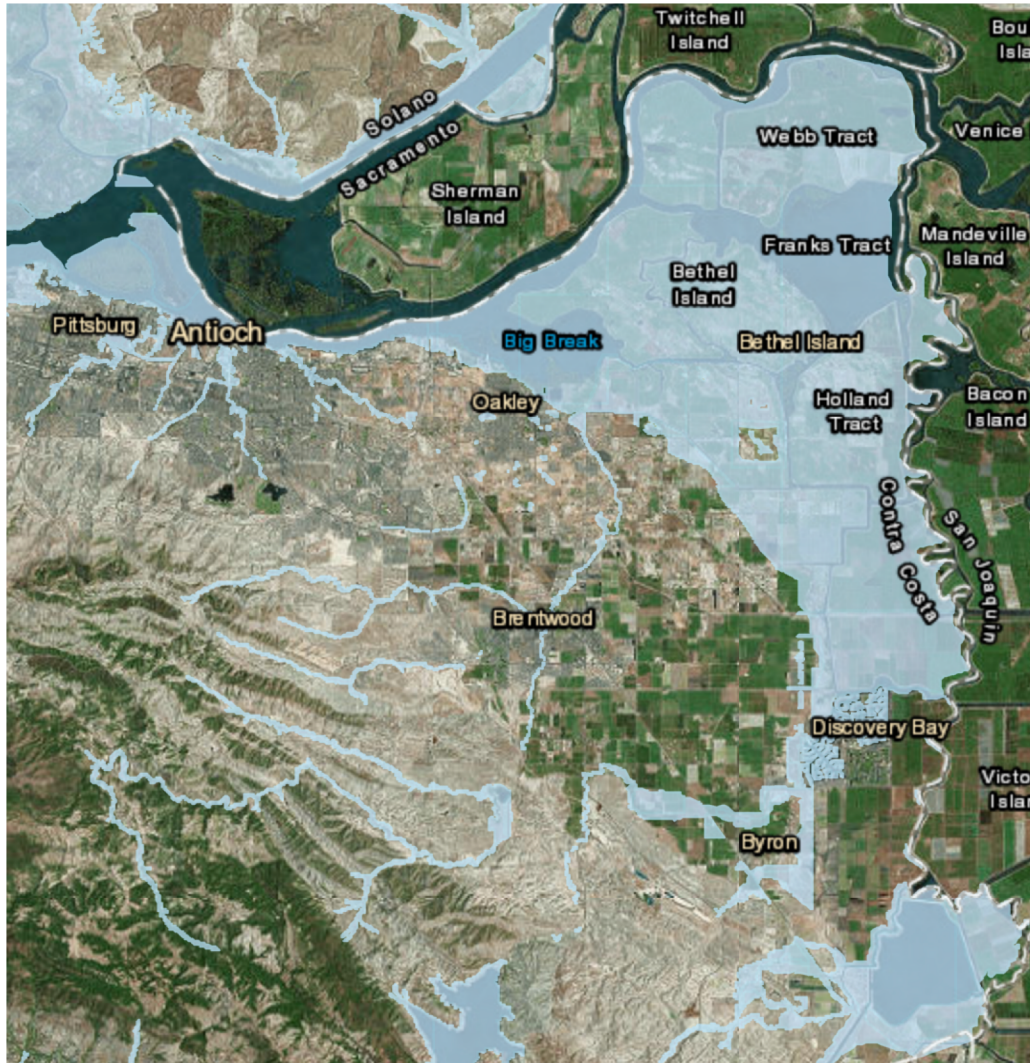 Twitchell
Island
Bou
Isla
Solano
Sacramento
Webb Tract
Venice
Sherman
Island
Franks Tract
Mandeville
Island
Bethel
Island
Pittsburg
Antioch
Big Break
Bethel Island
Oakley
Holland
Tract
Bacon
Island
Contra Costa
San Joaquin
Brentwood
Discovery Bay
Victo
Islan
Byron